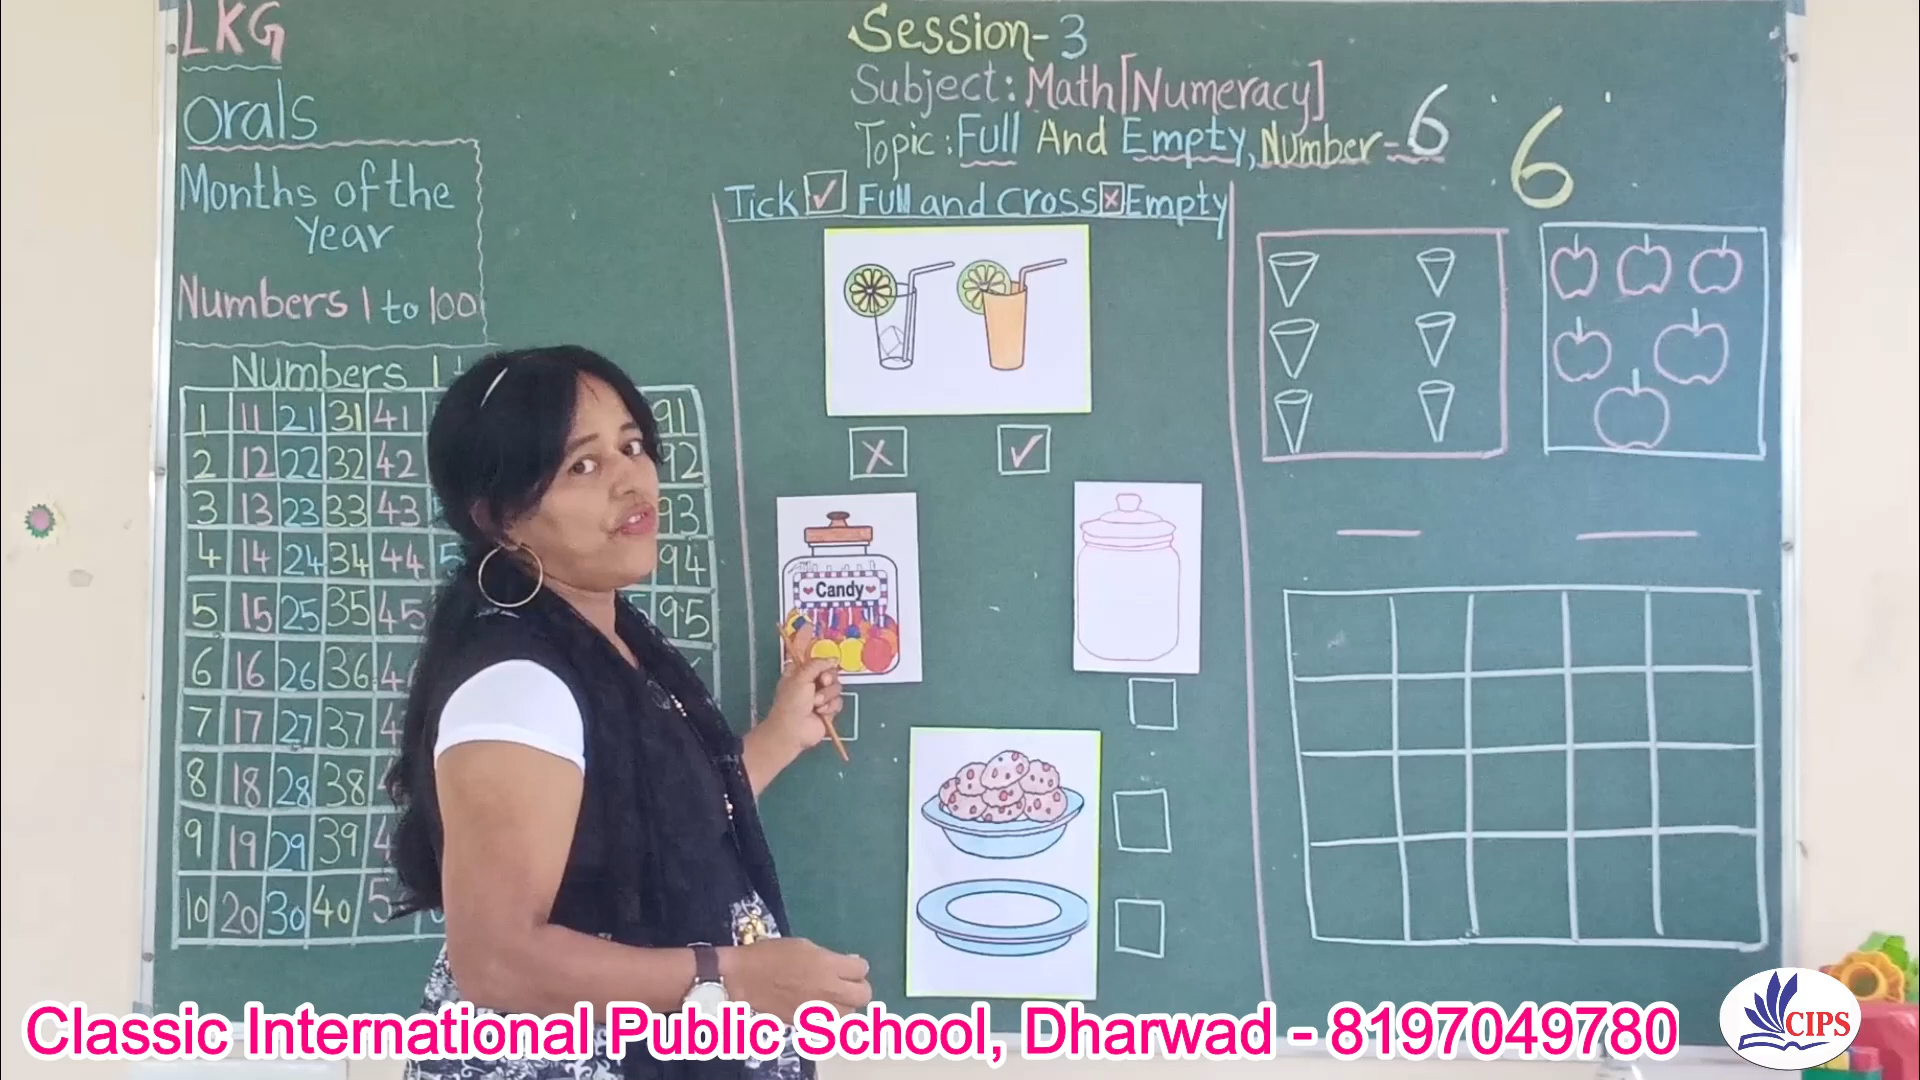 LKG
Orals
Months of the
Year
Numbers 1 to 100
Numbers 1
1 11 21 31 41 91
2 12 22 32 42 92
3 13 23 33 43 93
4 14 24 34 44 94
5 15 25 35 45 95
6 16 26 36
7 17 27 37
8 18 28 38
9 19 29 39
10 20 30 40
Session-3
Subject: Math[Numeracy]
Topic: Full And Empty, Number-6
6
Tick ✓ Full and Cross × Empty
× ✓
Candy
Classic International Public School, Dharwad - 8197049780
CIPS